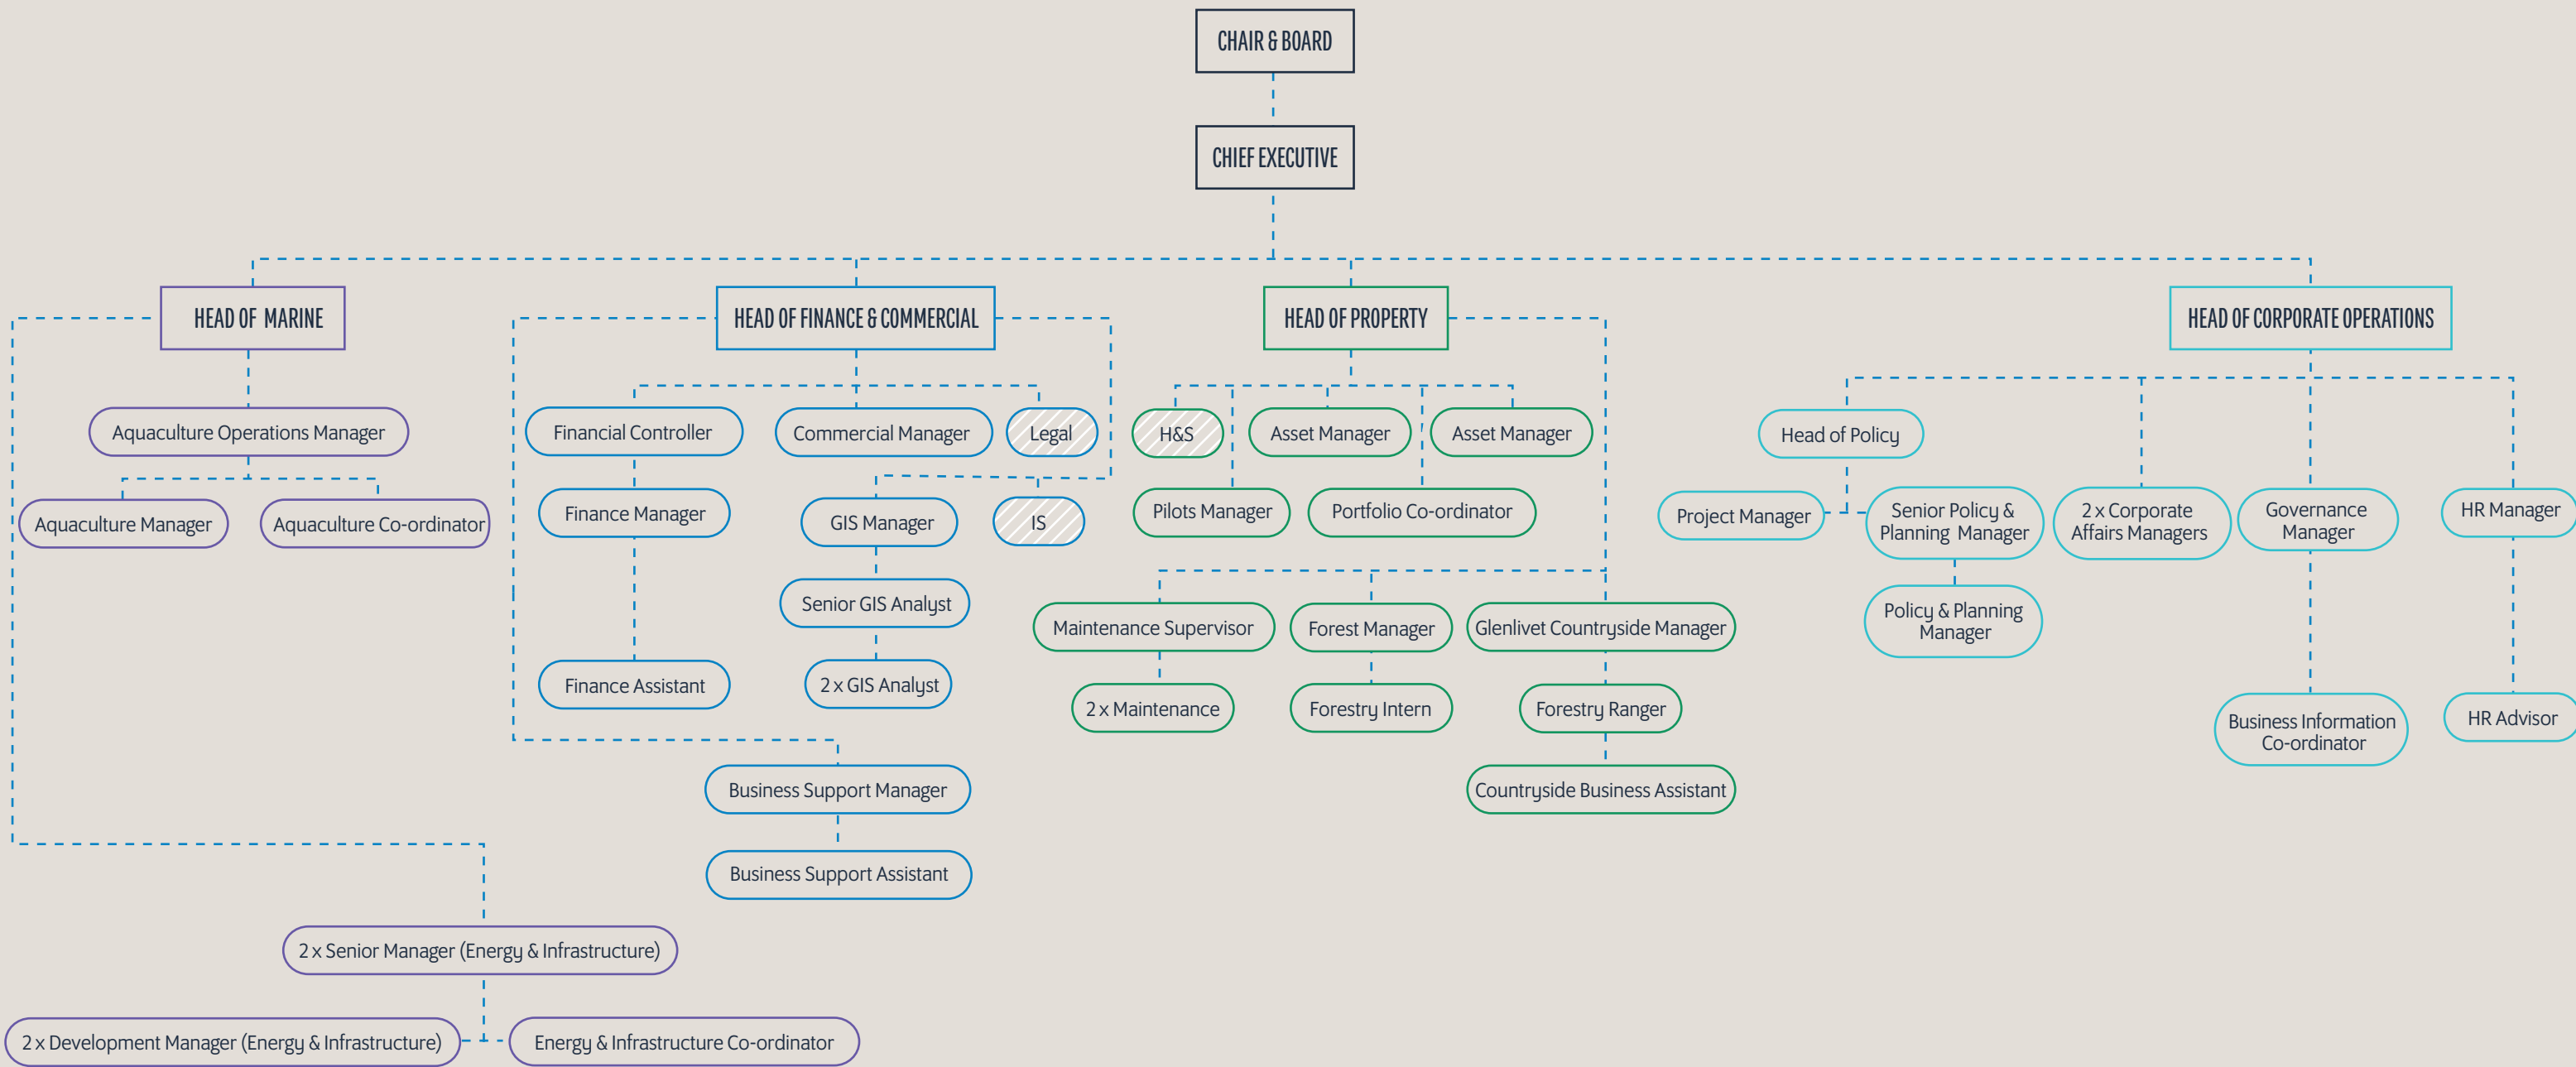 CHAIR & BOARD
CHIEF EXECUTIVE
HEAD OF MARINE
HEAD OF FINANCE & COMMERCIAL
HEAD OF PROPERTY
HEAD OF CORPORATE OPERATIONS
Aquaculture Operations Manager
Aquaculture Manager
Aquaculture Co-ordinator
2 x Senior Manager (Energy & Infrastructure)
2 x Development Manager (Energy & Infrastructure)
Energy & Infrastructure Co-ordinator
Financial Controller
Commercial Manager
Legal
Finance Manager
GIS Manager
IS
Senior GIS Analyst
Finance Assistant
2 x GIS Analyst
Business Support Manager
Business Support Assistant
H&S
Asset Manager
Asset Manager
Pilots Manager
Portfolio Co-ordinator
Maintenance Supervisor
Forest Manager
Glenlivet Countryside Manager
2 x Maintenance
Forestry Intern
Forestry Ranger
Countryside Business Assistant
Head of Policy
Project Manager
Senior Policy &
Planning Manager
2 x Corporate
Affairs Managers
Governance
Manager
HR Manager
Policy & Planning
Manager
Business Information
Co-ordinator
HR Advisor